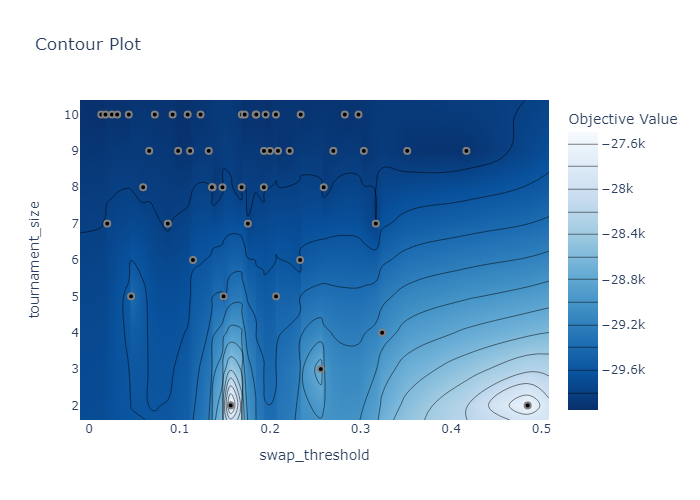 Contour Plot
Objective Value
10
9
8
7
6
5
4
3
2
tournament_size
0
0.1
0.2
0.3
0.4
0.5
swap_threshold
−27.6k
−28k
−28.4k
−28.8k
−29.2k
−29.6k